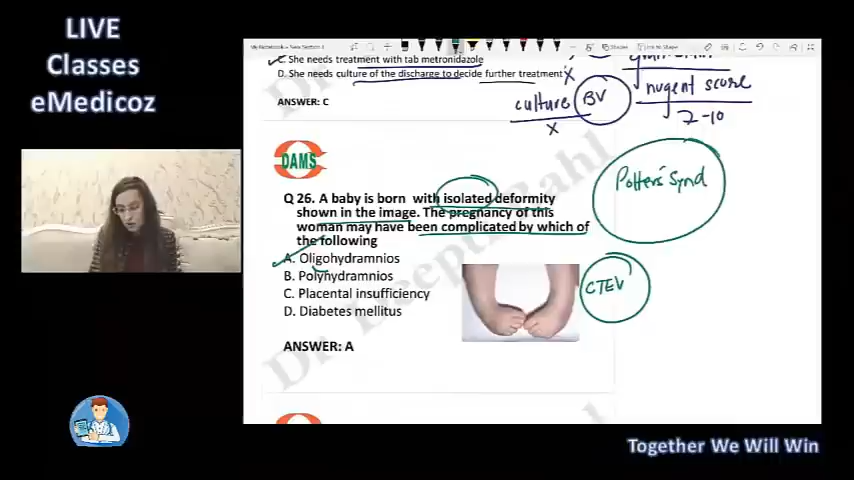 LIVE
Classes
eMedicoz
C. She needs treatment with tab metronidazole
D. She needs culture of the discharge to decide further treatment X
ANSWER: C
culture BV
X
nugent score
7-10
DAMS
Potters Synd
Q 26. A baby is born with isolated deformity
shown in the image. The pregnancy of this
woman may have been complicated by which of
the following
A. Oligohydramnios
B. Polyhydramnios
C. Placental insufficiency
D. Diabetes mellitus
CTEV
ANSWER: A
Together We Will Win